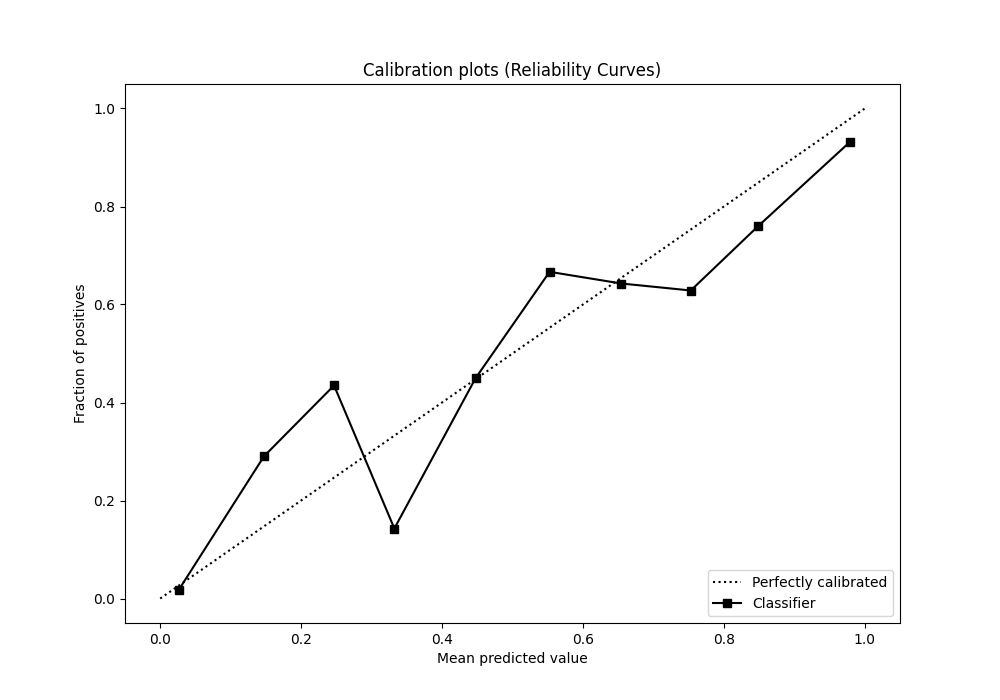 Calibration plots (Reliability Curves)
1.0
0.8
0.6
0.4
0.2
0.0
Fraction of positives
0.0 0.2 0.4 0.6 0.8 1.0
Mean predicted value
Perfectly calibrated
Classifier